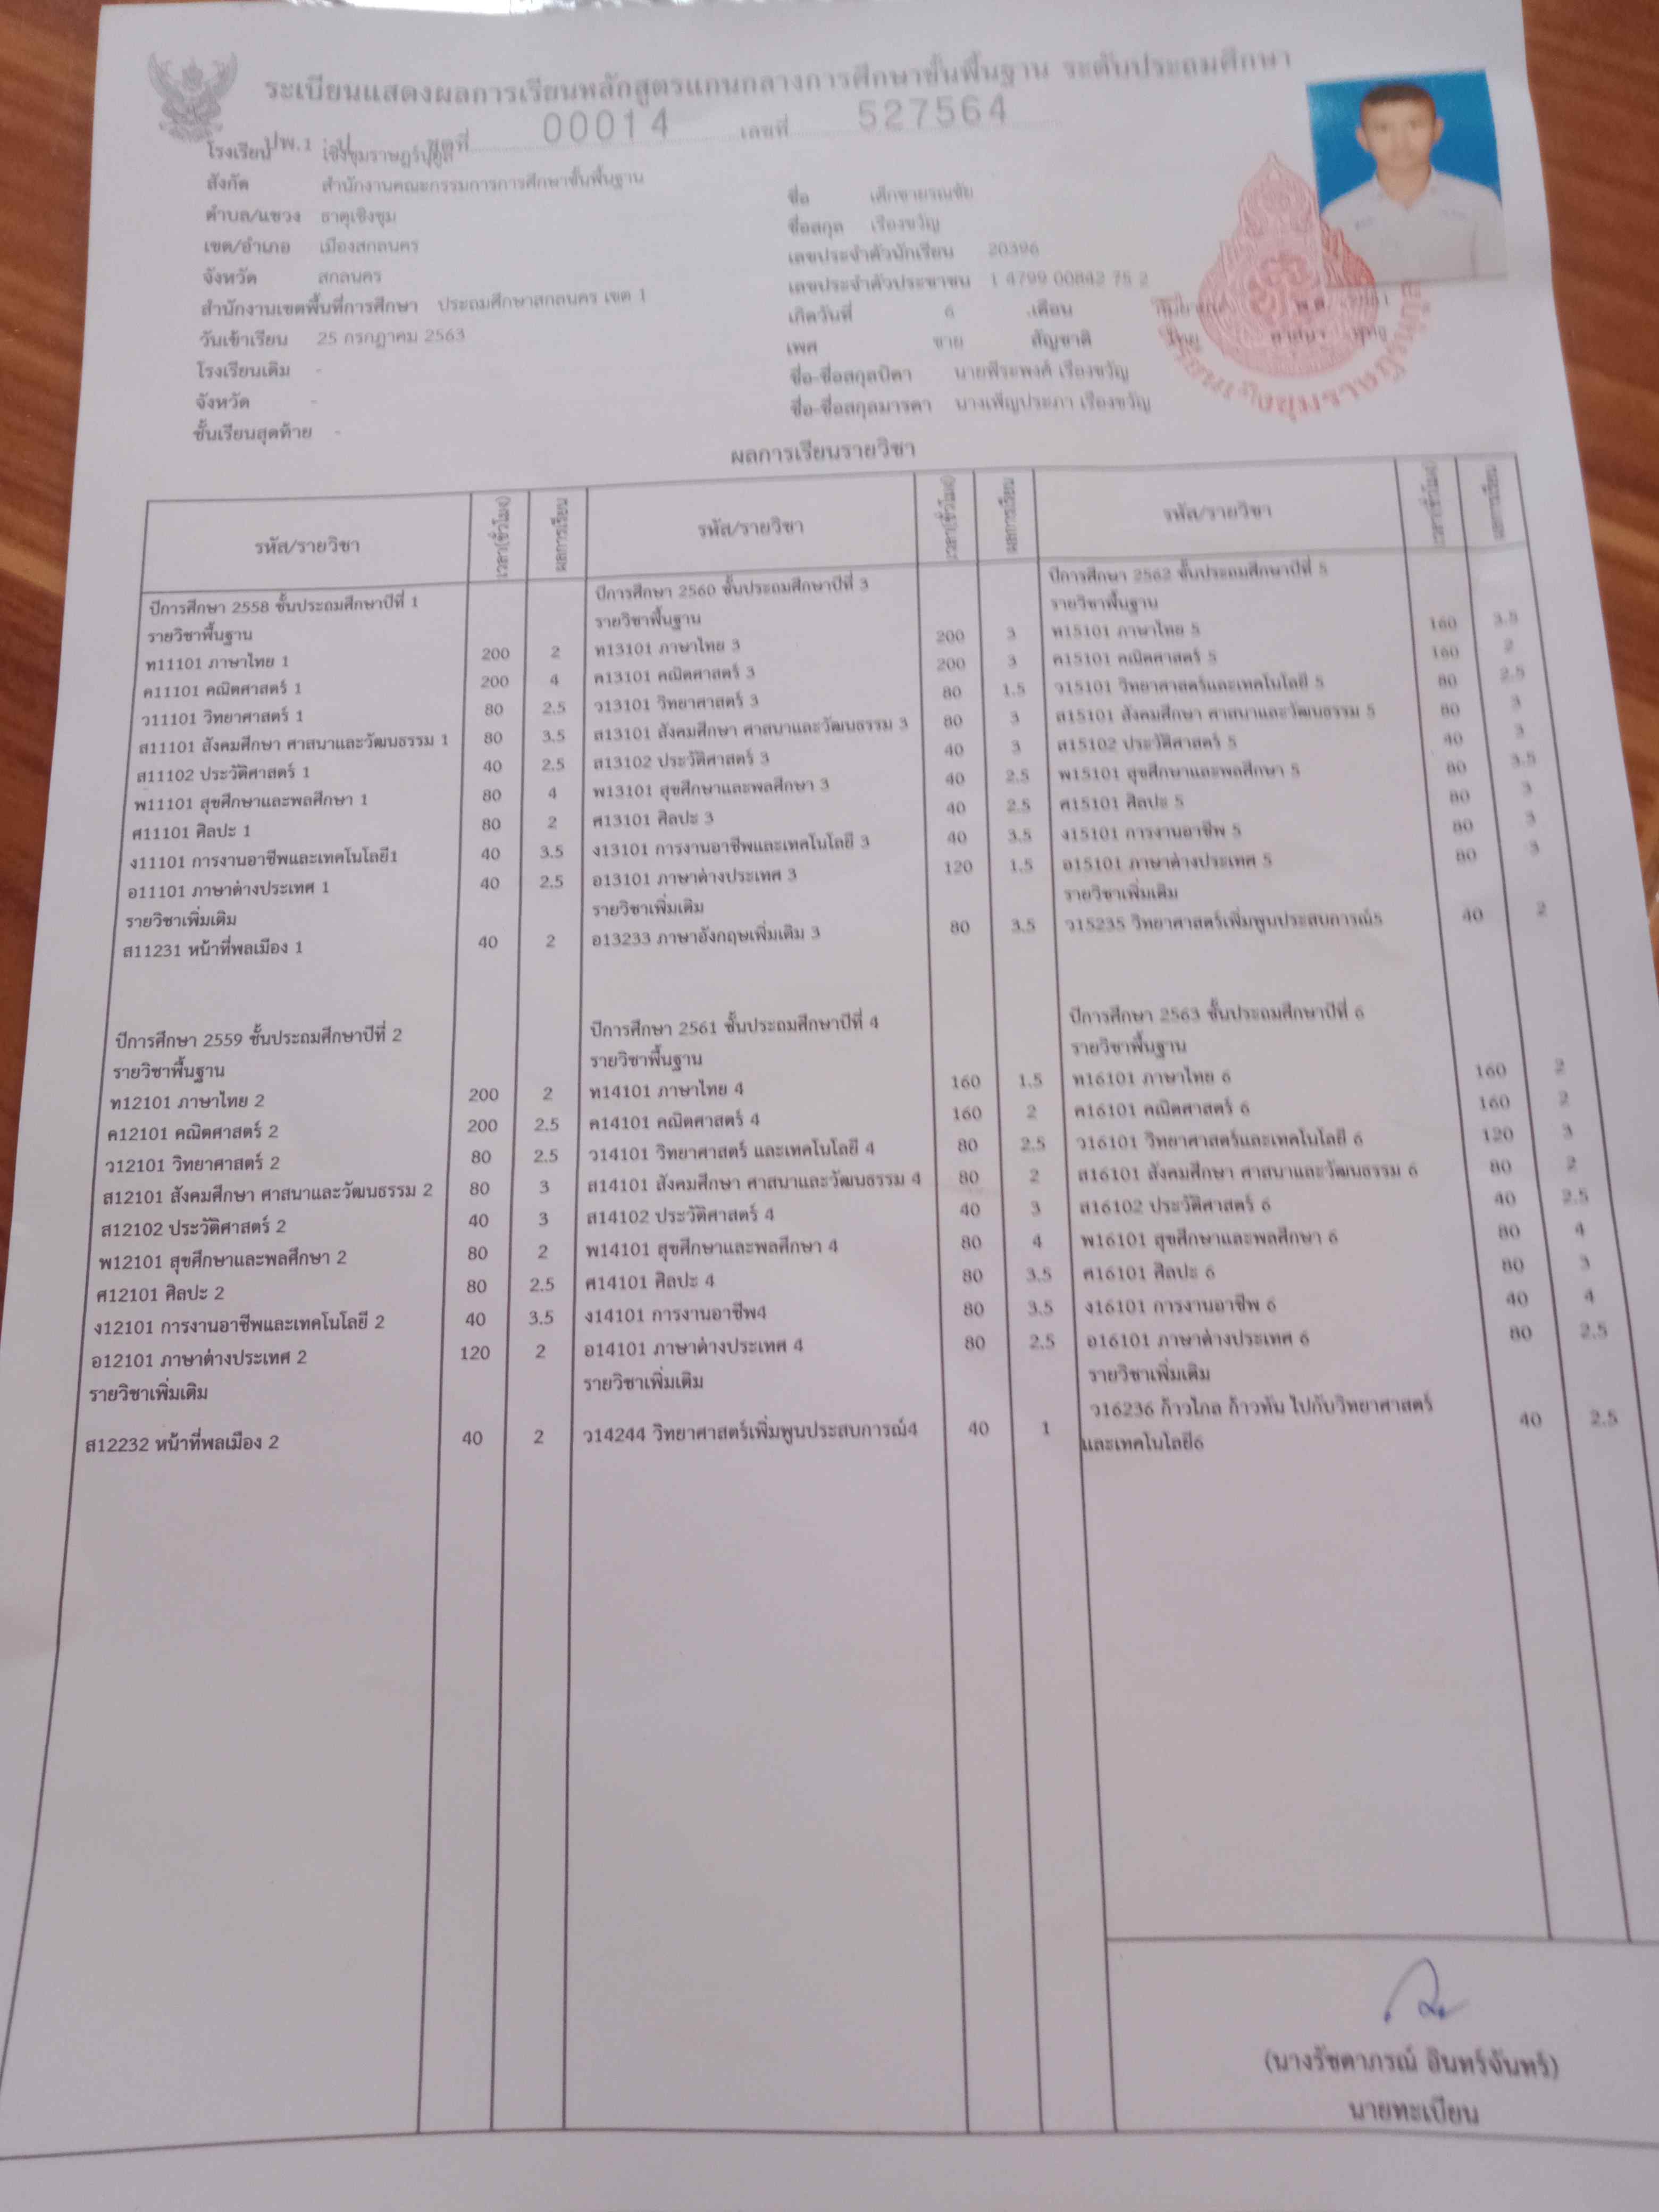 ระเบียนแสดงผลการเรียนหลักสูตรแกนกลางการศึกษาขั้นพื้นฐาน ระดับประถมศึกษา
ปพ.1 : ป ชุดที่ 00014 เลขที่ 527564
โรงเรียน เชิงชุมราษฎร์นุกูล
สังกัด สำนักงานคณะกรรมการการศึกษาขั้นพื้นฐาน
ตำบล/แขวง ธาตุเชิงชุม
เขต/อำเภอ เมืองสกลนคร
จังหวัด สกลนคร
สำนักงานเขตพื้นที่การศึกษา ประถมศึกษาสกลนคร เขต 1
วันเข้าเรียน 25 กรกฎาคม 2563
โรงเรียนเดิม -
จังหวัด -
ชั้นเรียนสุดท้าย -
ชื่อ เด็กชายรณชัย
ชื่อสกุล เรืองขวัญ
เลขประจำตัวนักเรียน 20396
เลขประจำตัวประชาชน 1 4799 00842 75 2
เกิดวันที่ 6 เดือน พ.ศ.
เพศ ชาย สัญชาติ ไทย ศาสนา พุทธ
ชื่อ-ชื่อสกุลบิดา นายพีระพงศ์ เรืองขวัญ
ชื่อ-ชื่อสกุลมารดา นางเพ็ญประภา เรืองขวัญ
ผลการเรียนรายวิชา
รหัส/รายวิชา เวลา(ชั่วโมง) ผลการเรียน
ปีการศึกษา 2558 ชั้นประถมศึกษาปีที่ 1
รายวิชาพื้นฐาน
ท11101 ภาษาไทย 1 200 2
ค11101 คณิตศาสตร์ 1 200 4
ว11101 วิทยาศาสตร์ 1 80 2.5
ส11101 สังคมศึกษา ศาสนาและวัฒนธรรม 1 80 3.5
ส11102 ประวัติศาสตร์ 1 40 2.5
พ11101 สุขศึกษาและพลศึกษา 1 80 4
ศ11101 ศิลปะ 1 80 2
ง11101 การงานอาชีพและเทคโนโลยี1 40 3.5
อ11101 ภาษาต่างประเทศ 1 40 2.5
รายวิชาเพิ่มเติม
ส11231 หน้าที่พลเมือง 1 40 2
ปีการศึกษา 2559 ชั้นประถมศึกษาปีที่ 2
รายวิชาพื้นฐาน
ท12101 ภาษาไทย 2 200 2
ค12101 คณิตศาสตร์ 2 200 2.5
ว12101 วิทยาศาสตร์ 2 80 2.5
ส12101 สังคมศึกษา ศาสนาและวัฒนธรรม 2 80 3
ส12102 ประวัติศาสตร์ 2 40 3
พ12101 สุขศึกษาและพลศึกษา 2 80 2
ศ12101 ศิลปะ 2 80 2.5
ง12101 การงานอาชีพและเทคโนโลยี 2 40 3.5
อ12101 ภาษาต่างประเทศ 2 120 2
รายวิชาเพิ่มเติม
ส12232 หน้าที่พลเมือง 2 40 2
รหัส/รายวิชา เวลา(ชั่วโมง) ผลการเรียน
ปีการศึกษา 2560 ชั้นประถมศึกษาปีที่ 3
รายวิชาพื้นฐาน
ท13101 ภาษาไทย 3 200 3
ค13101 คณิตศาสตร์ 3 200 3
ว13101 วิทยาศาสตร์ 3 80 1.5
ส13101 สังคมศึกษา ศาสนาและวัฒนธรรม 3 80 3
ส13102 ประวัติศาสตร์ 3 40 3
พ13101 สุขศึกษาและพลศึกษา 3 40 2.5
ศ13101 ศิลปะ 3 40 2.5
ง13101 การงานอาชีพและเทคโนโลยี 3 40 3.5
อ13101 ภาษาต่างประเทศ 3 120 1.5
รายวิชาเพิ่มเติม
อ13233 ภาษาอังกฤษเพิ่มเติม 3 80 3.5
ปีการศึกษา 2561 ชั้นประถมศึกษาปีที่ 4
รายวิชาพื้นฐาน
ท14101 ภาษาไทย 4 160 1.5
ค14101 คณิตศาสตร์ 4 160 2
ว14101 วิทยาศาสตร์ และเทคโนโลยี 4 80 2.5
ส14101 สังคมศึกษา ศาสนาและวัฒนธรรม 4 80 2
ส14102 ประวัติศาสตร์ 4 40 3
พ14101 สุขศึกษาและพลศึกษา 4 80 4
ศ14101 ศิลปะ 4 80 3.5
ง14101 การงานอาชีพ4 80 3.5
อ14101 ภาษาต่างประเทศ 4 80 2.5
รายวิชาเพิ่มเติม
ว14244 วิทยาศาสตร์เพิ่มพูนประสบการณ์4 40 1
รหัส/รายวิชา เวลา(ชั่วโมง) ผลการเรียน
ปีการศึกษา 2562 ชั้นประถมศึกษาปีที่ 5
รายวิชาพื้นฐาน
ท15101 ภาษาไทย 5 160 3.5
ค15101 คณิตศาสตร์ 5 160 2
ว15101 วิทยาศาสตร์และเทคโนโลยี 5 80 2.5
ส15101 สังคมศึกษา ศาสนาและวัฒนธรรม 5 80 3
ส15102 ประวัติศาสตร์ 5 40 3
พ15101 สุขศึกษาและพลศึกษา 5 80 3.5
ศ15101 ศิลปะ 5 80 3
ง15101 การงานอาชีพ 5 80 3
อ15101 ภาษาต่างประเทศ 5 80 3
รายวิชาเพิ่มเติม
ว15235 วิทยาศาสตร์เพิ่มพูนประสบการณ์5 40 2
ปีการศึกษา 2563 ชั้นประถมศึกษาปีที่ 6
รายวิชาพื้นฐาน
ท16101 ภาษาไทย 6 160 2
ค16101 คณิตศาสตร์ 6 160 2
ว16101 วิทยาศาสตร์และเทคโนโลยี 6 120 3
ส16101 สังคมศึกษา ศาสนาและวัฒนธรรม 6 80 2
ส16102 ประวัติศาสตร์ 6 40 2.5
พ16101 สุขศึกษาและพลศึกษา 6 80 4
ศ16101 ศิลปะ 6 80 3
ง16101 การงานอาชีพ 6 40 4
อ16101 ภาษาต่างประเทศ 6 80 2.5
รายวิชาเพิ่มเติม
ว16236 ก้าวไกล ก้าวทัน ไปกับวิทยาศาสตร์
และเทคโนโลยี6 40 2.5
(นางรัชดาภรณ์ อินทร์จันทร์)
นายทะเบียน